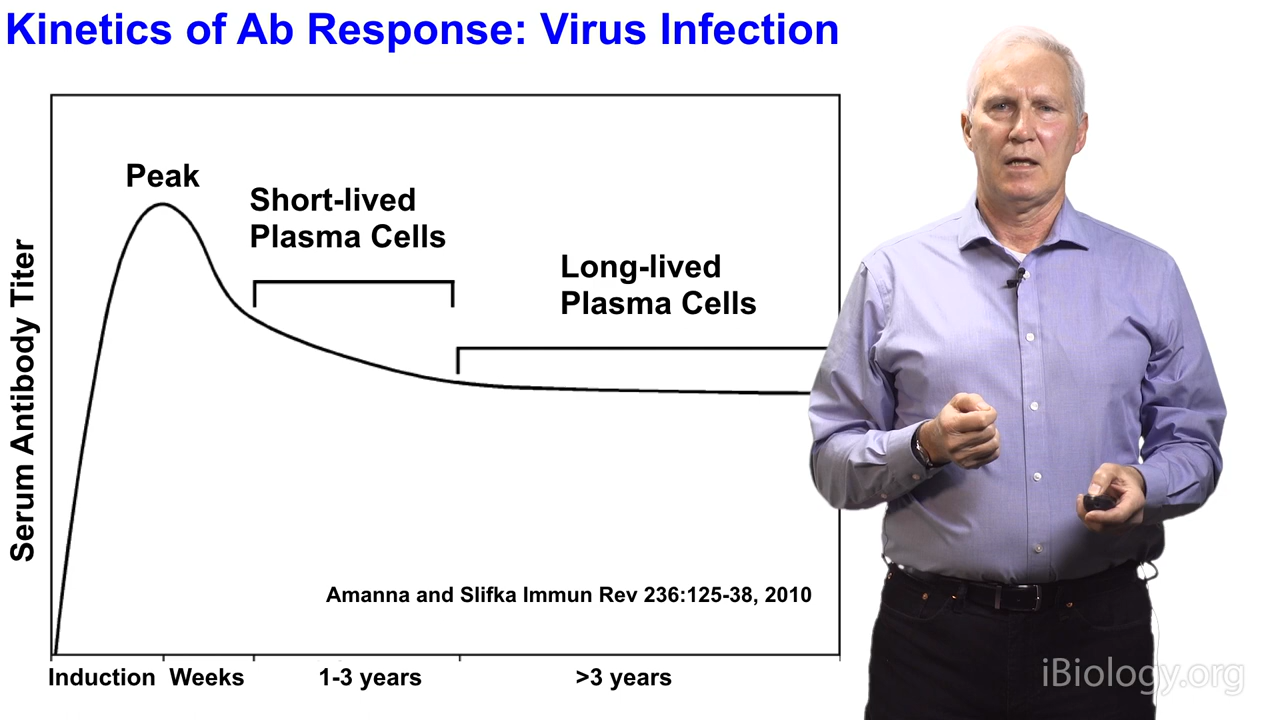 Kinetics of Ab Response: Virus Infection
Peak
Short-lived
Plasma Cells
Long-lived
Plasma Cells
Serum Antibody Titer
Amanna and Slifka Immun Rev 236:125-38, 2010
Induction Weeks 1-3 years >3 years
iBiology.org